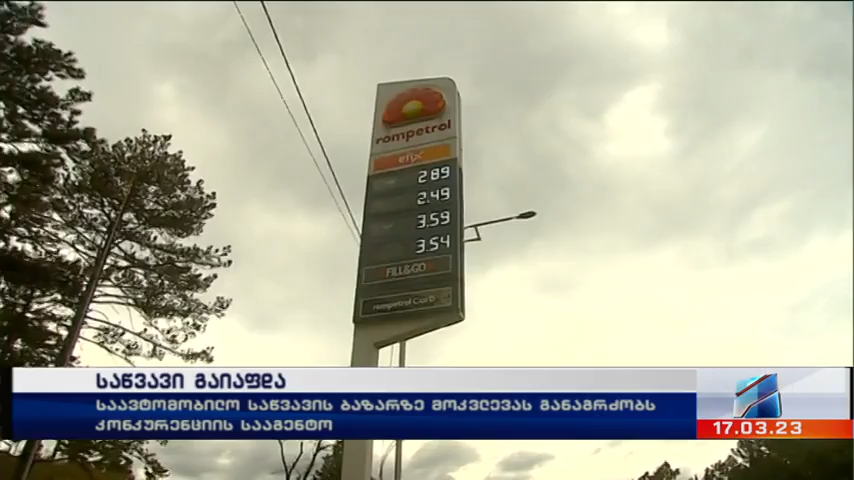 rompetrol
efix
2.89
2.49
3.59
3.54
FILL&GO
rompetrol Card
საწვავი გაიაფდა
საავტომობილო საწვავის ბაზარზე მოკვლევას განაგრძობს
კონკურენციის სააგენტო
17.03.23